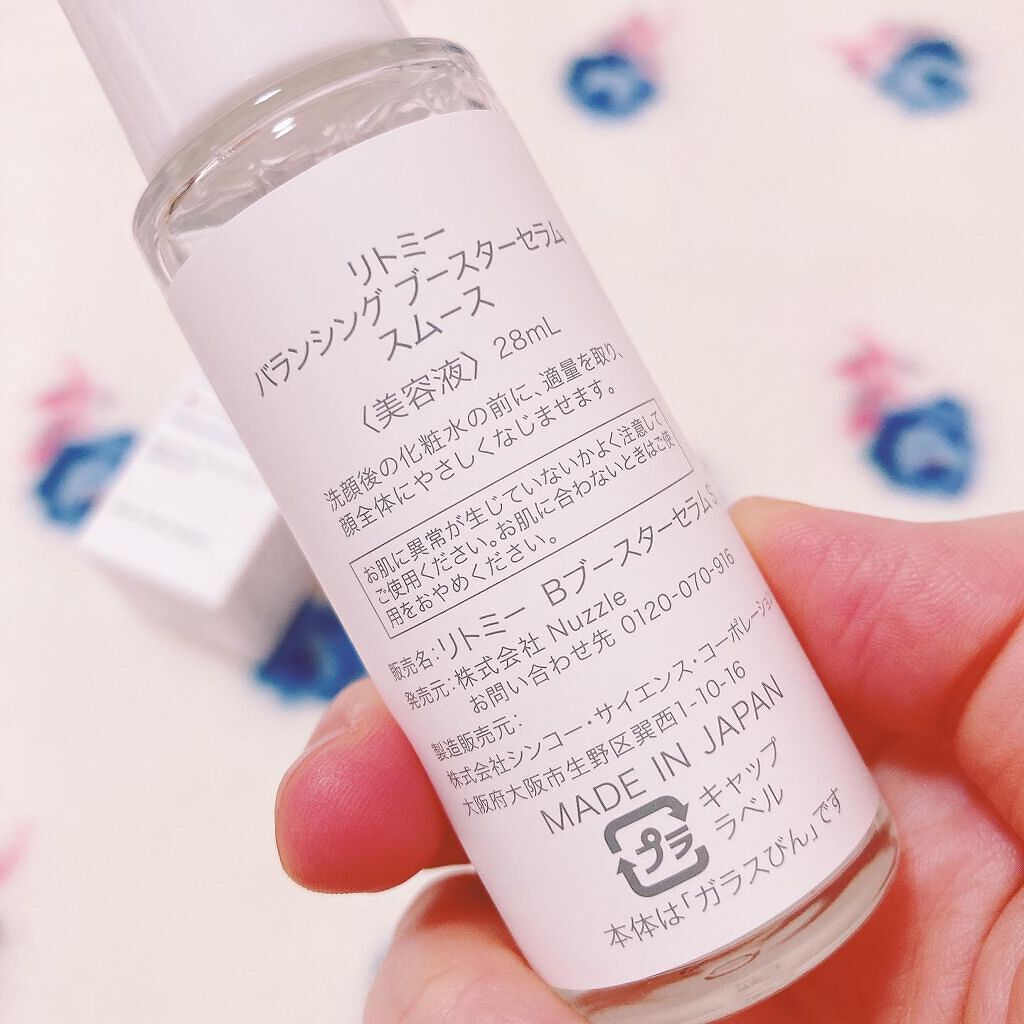 リトミー
バランシング ブースターセラム
スムース
〈美容液〉 28mL
洗顔後の化粧水の前に、適量を取り、
顔全体にやさしくなじませます。
お肌に異常が生じていないかよく注意して
ご使用ください。お肌に合わないときはご使
用をおやめください。
販売名：リトミー Bブースターセラム
発売元：株式会社 Nuzzle
お問い合わせ先 0120-070-916
製造販売元：
株式会社シンコー・サイエンス・コーポレーション
大阪府大阪市生野区巽西1-10-16
MADE IN JAPAN
プラ
キャップ
ラベル
本体は「ガラスびん」です